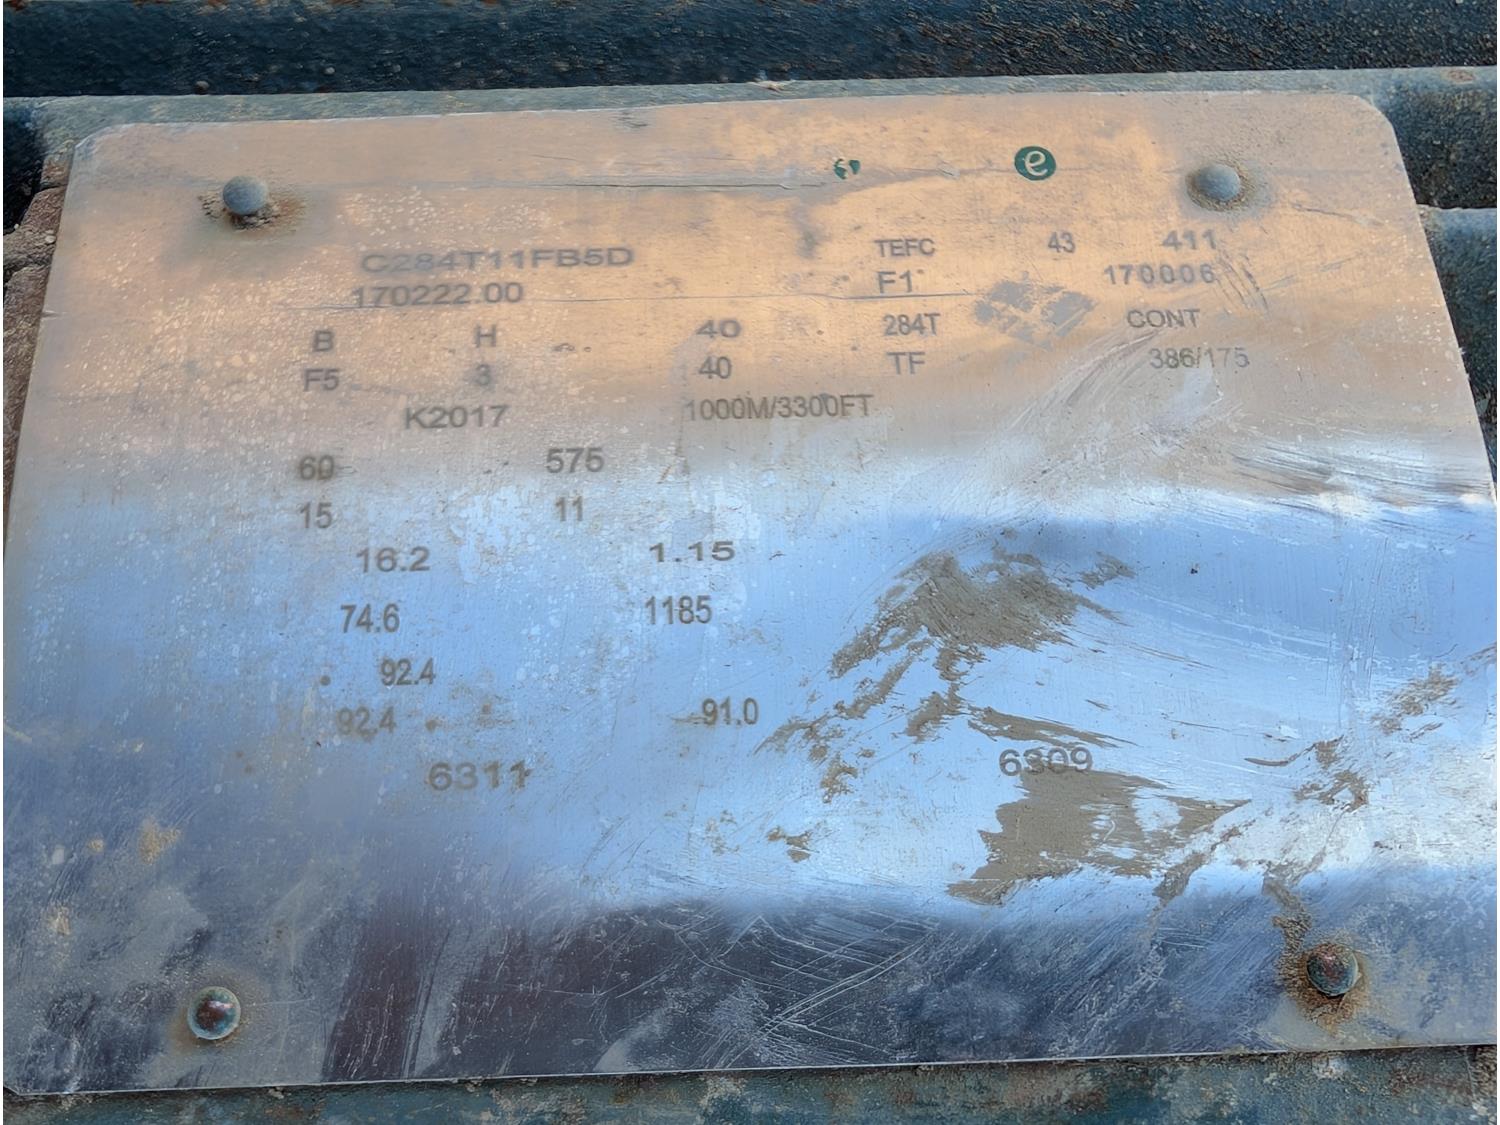 e
C284T11FB5D TEFC 43 411
170222.00 F1 170006
B H 40 284T CONT
F5 3 40 TF 386/175
K2017 1000M/3300FT
60 575
15 11
16.2 1.15
74.6 1185
92.4
92.4 91.0
6311 6309